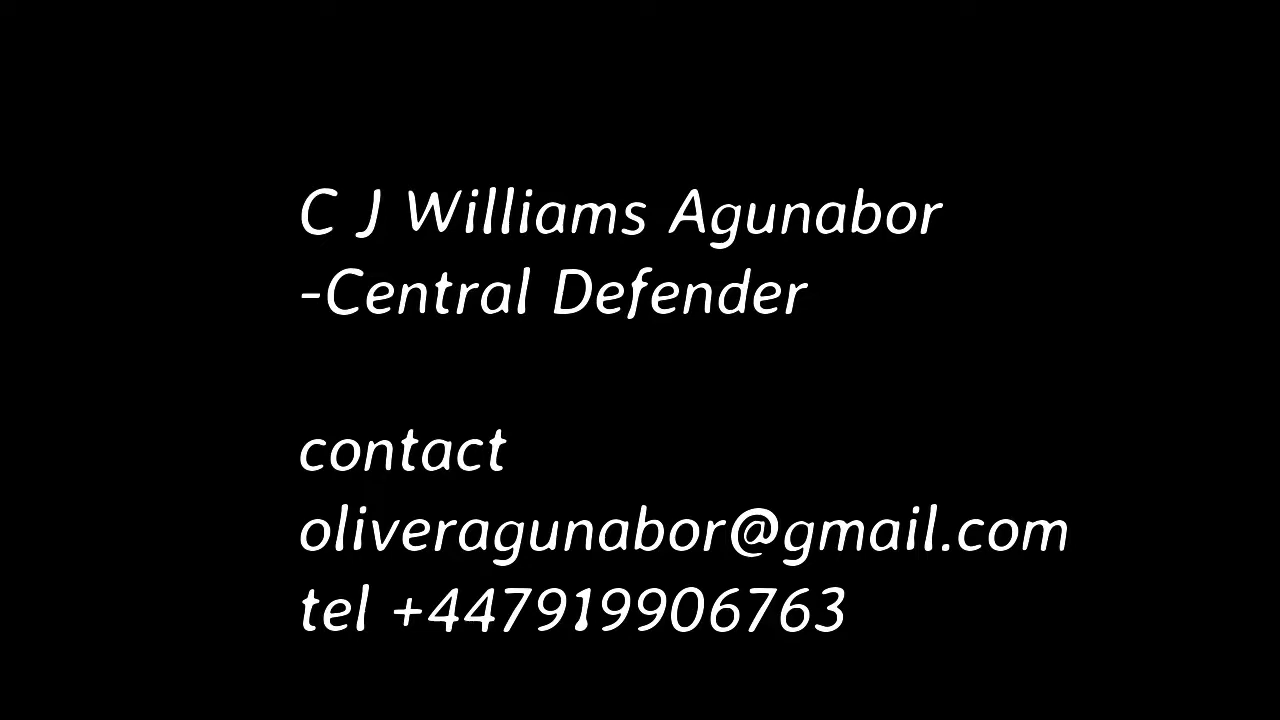 C J Williams Agunabor
-Central Defender
contact
oliveragunabor@gmail.com
tel +447919906763